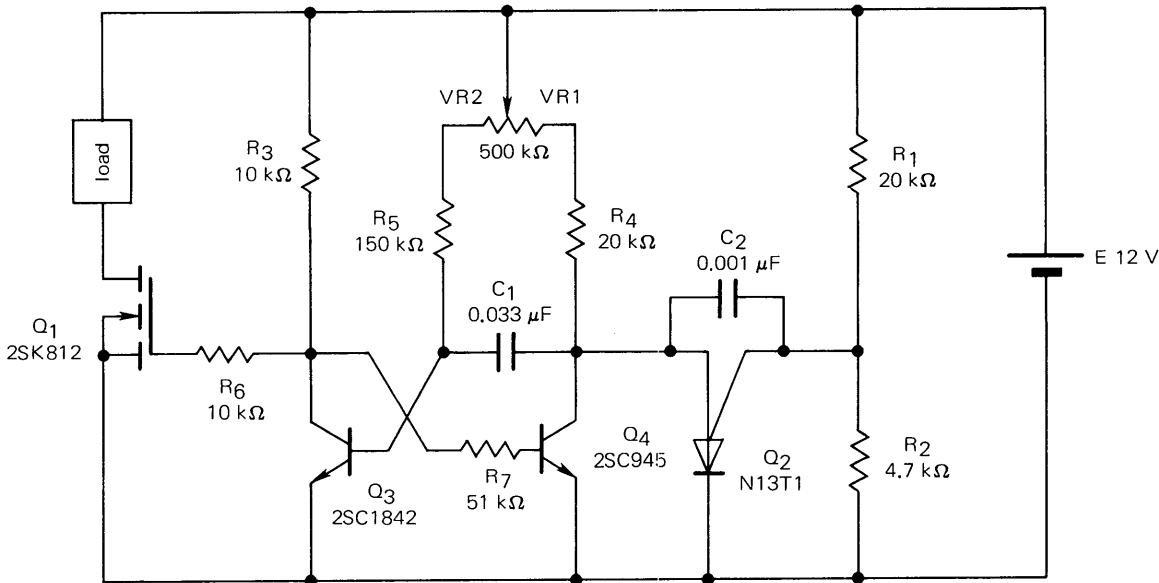 VR2
VR1
500 kΩ
R3
10 kΩ
R1
20 kΩ
load
R5
150 kΩ
R4
20 kΩ
C2
0.001 μF
E 12 V
C1
0.033 μF
Q1
2SK812
R6
10 kΩ
Q4
2SC945
R2
4.7 kΩ
Q2
N13T1
R7
51 kΩ
Q3
2SC1842